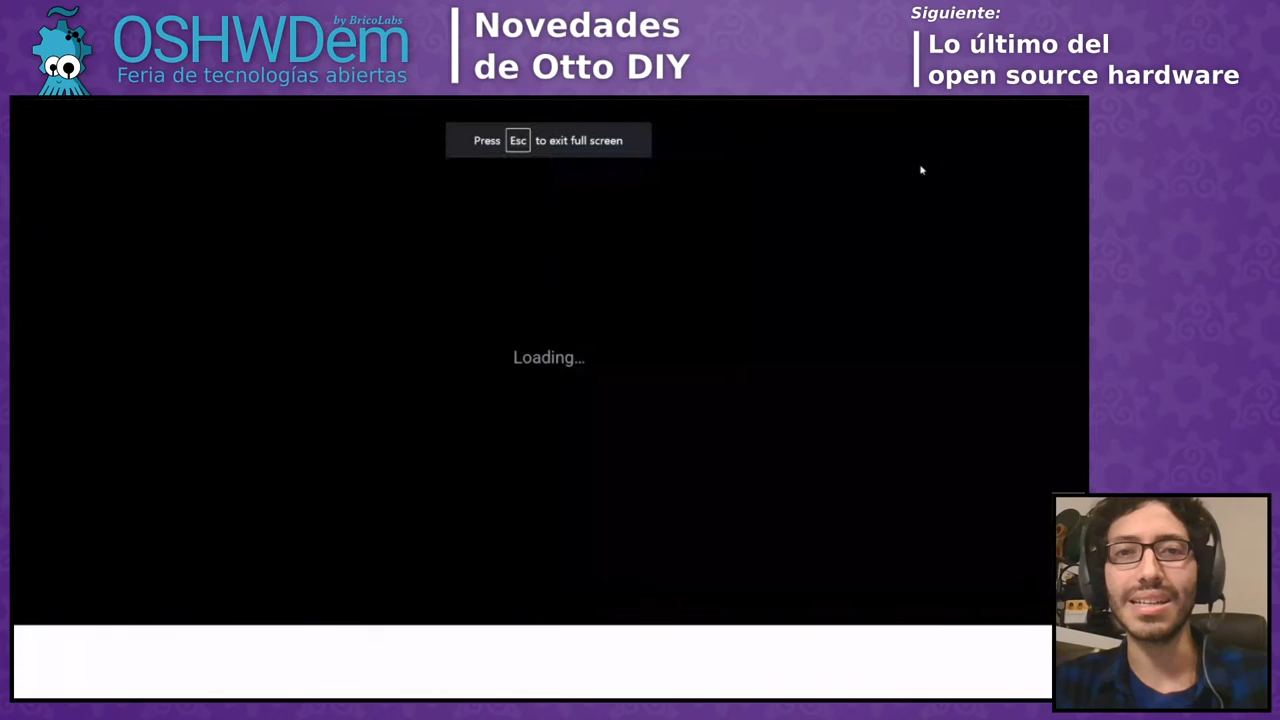 OSHWDem
by BricoLabs
Feria de tecnologías abiertas
Novedades
de Otto DIY
Siguiente:
Lo último del
open source hardware
Press Esc to exit full screen
Loading...